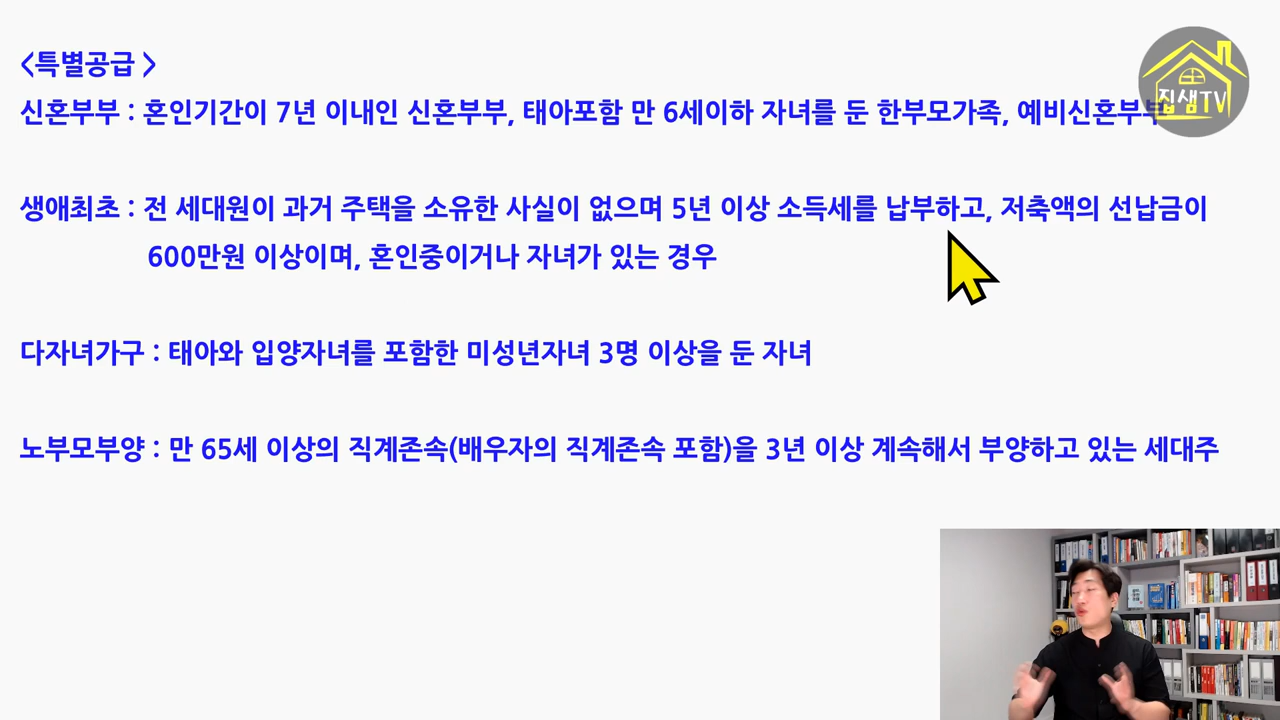 <특별공급 >
집샘TV
신혼부부 : 혼인기간이 7년 이내인 신혼부부, 태아포함 만 6세이하 자녀를 둔 한부모가족, 예비신혼부부
생애최초 : 전 세대원이 과거 주택을 소유한 사실이 없으며 5년 이상 소득세를 납부하고, 저축액의 선납금이
600만원 이상이며, 혼인중이거나 자녀가 있는 경우
다자녀가구 : 태아와 입양자녀를 포함한 미성년자녀 3명 이상을 둔 자녀
노부모부양 : 만 65세 이상의 직계존속(배우자의 직계존속 포함)을 3년 이상 계속해서 부양하고 있는 세대주